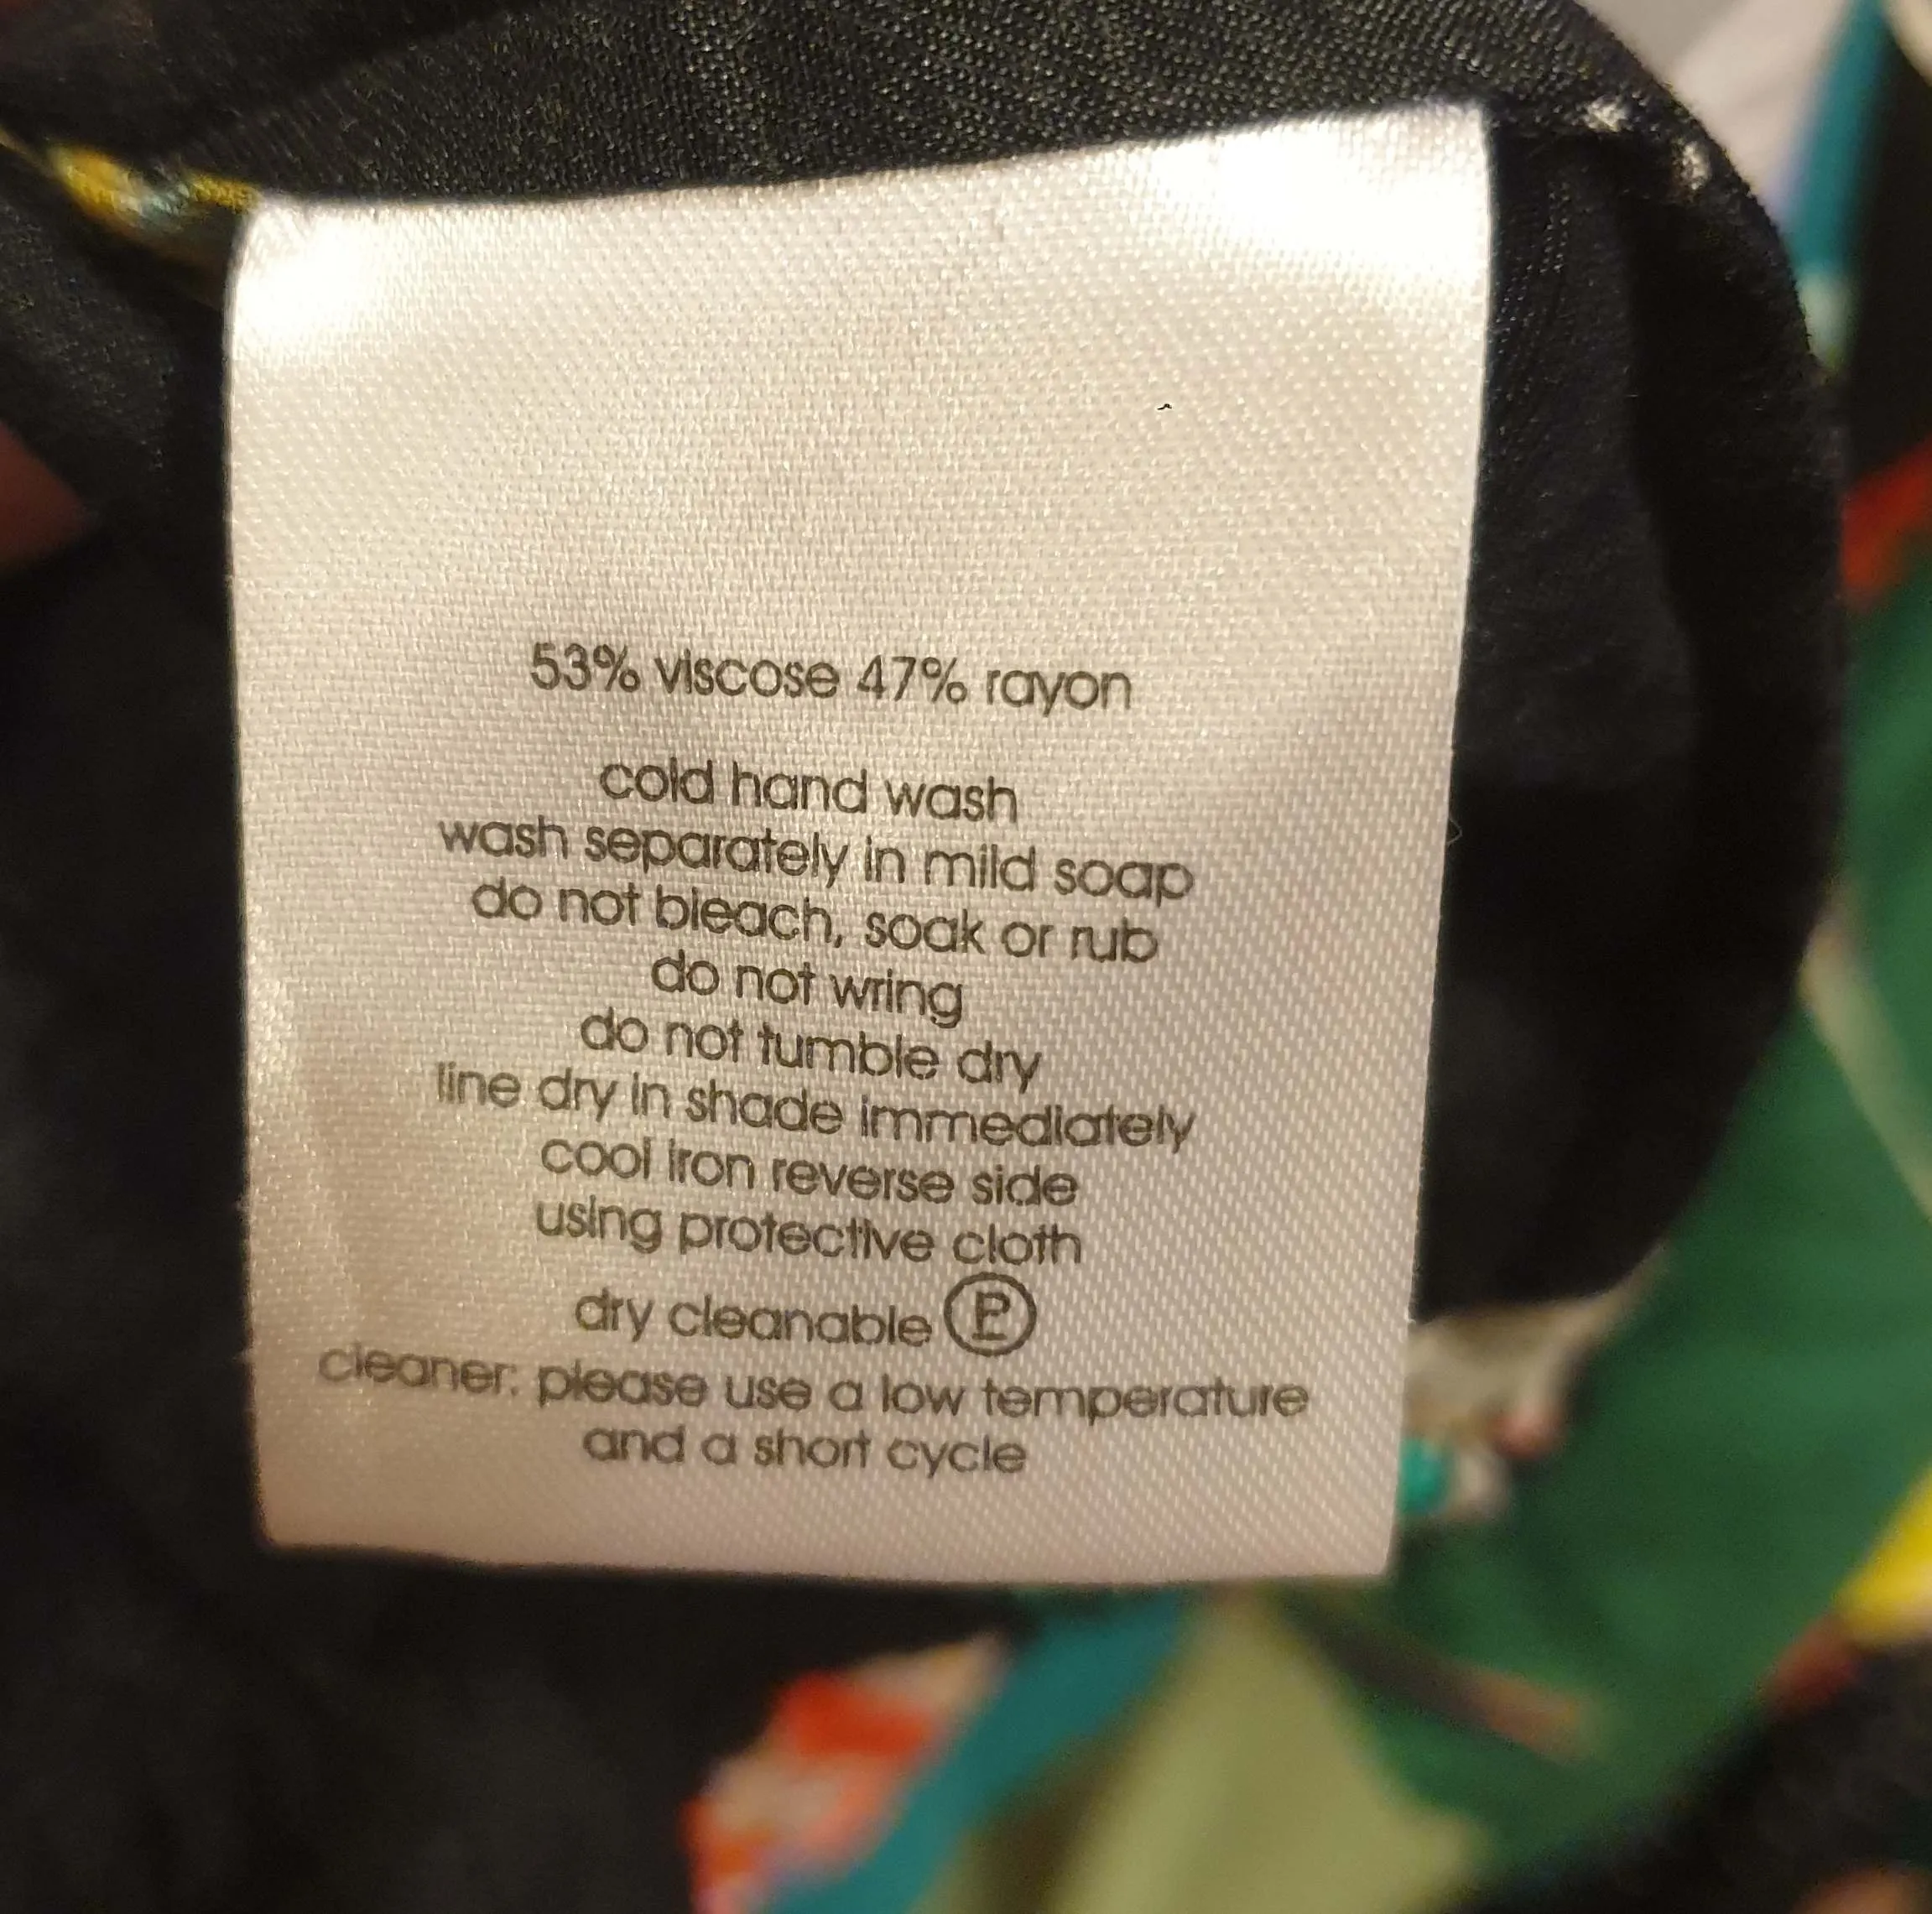 53% viscose 47% rayon
cold hand wash
wash separately in mild soap
do not bleach, soak or rub
do not wring
do not tumble dry
line dry in shade immediately
cool iron reverse side
using protective cloth
dry cleanable P
cleaner: please use a low temperature
and a short cycle